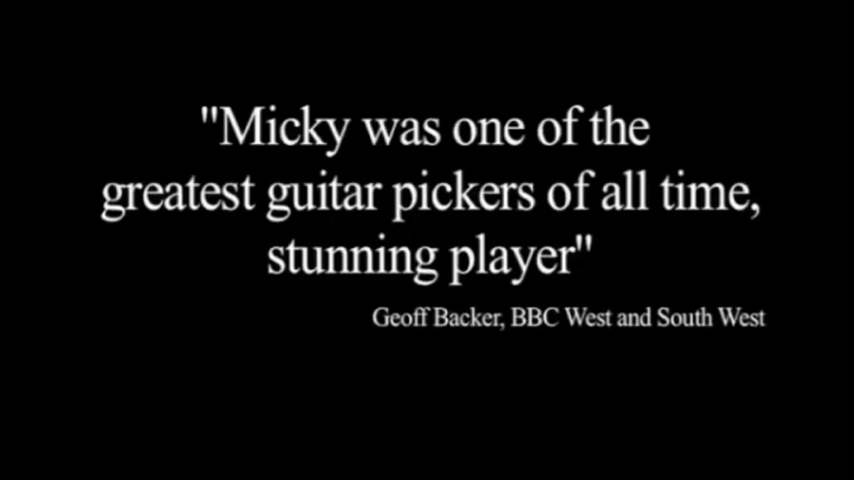 "Micky was one of the
greatest guitar pickers of all time,
stunning player"
Geoff Backer, BBC West and South West